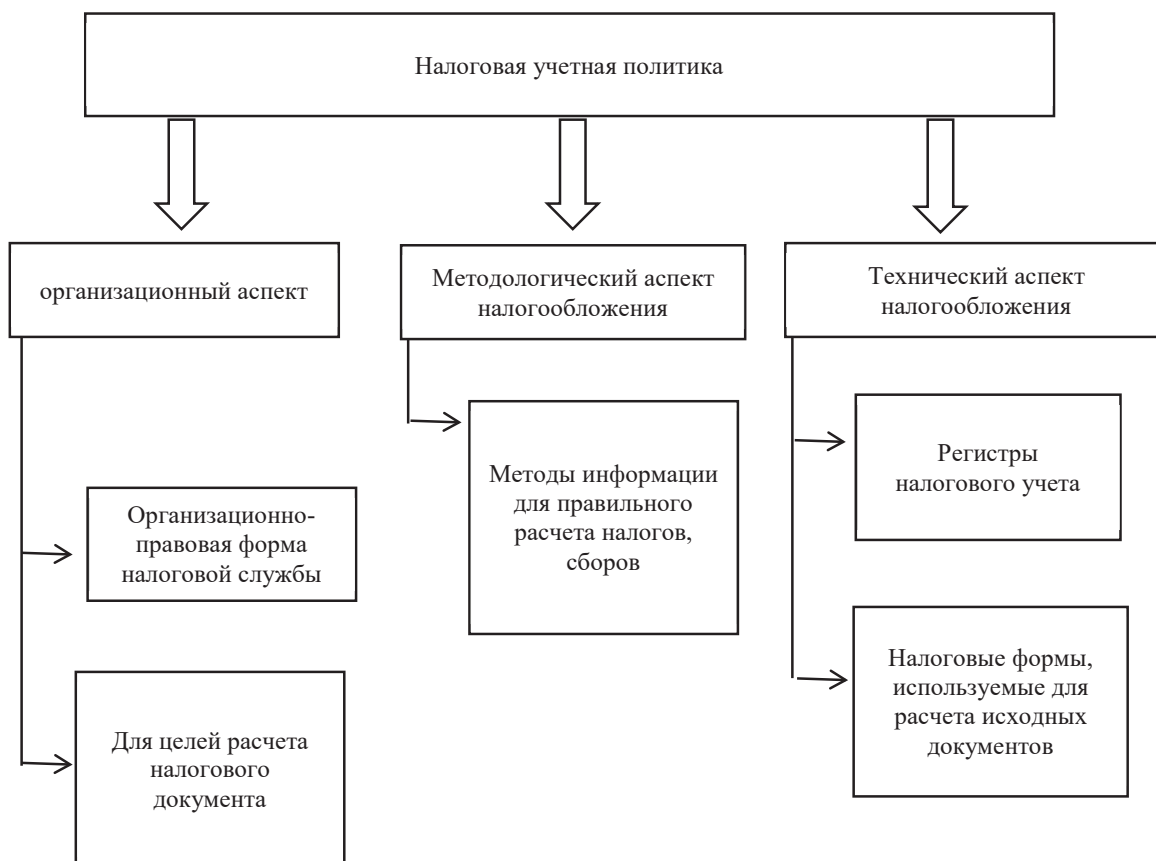 Налоговая учетная политика
организационный аспект
Методологический аспект
налогообложения
Технический аспект
налогообложения
Организационно-
правовая форма
налоговой службы
Для целей расчета
налогового
документа
Методы информации
для правильного
расчета налогов,
сборов
Регистры
налогового учета
Налоговые формы,
используемые для
расчета исходных
документов